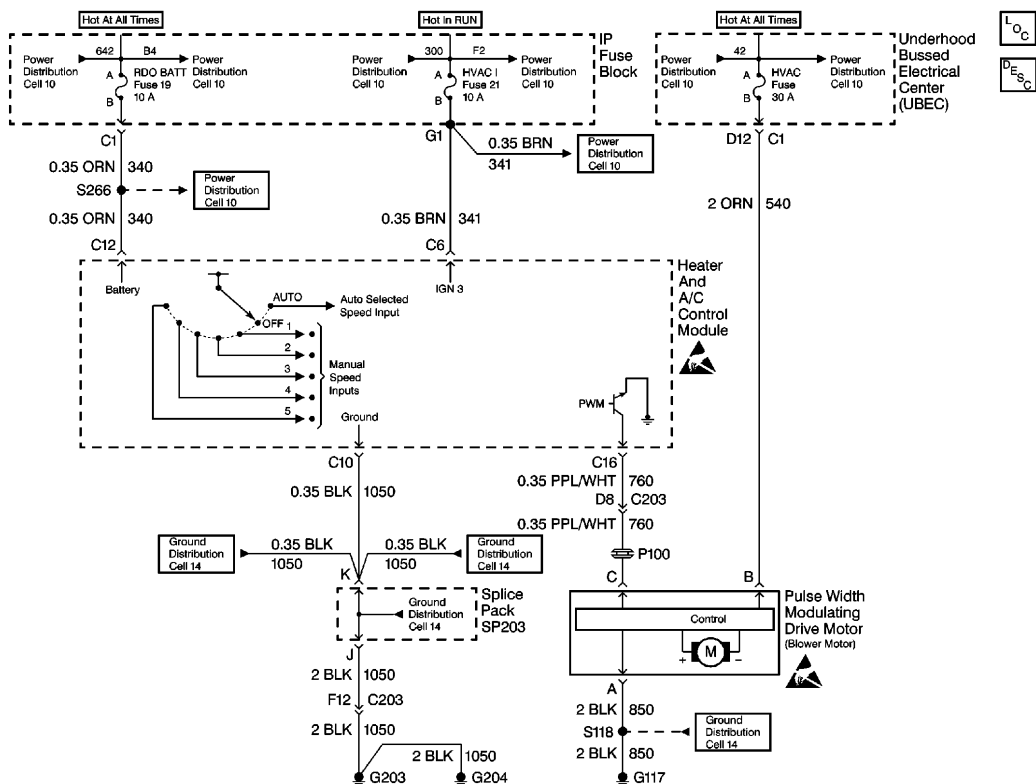 Hot At All Times
Hot In RUN
Hot At All Times
L O C
D E S C
642 B4
Power Distribution Cell 10
A
B
RDO BATT
Fuse 19
10 A
Power Distribution Cell 10
300 F2
Power Distribution Cell 10
A
B
HVAC I
Fuse 21
10 A
Power Distribution Cell 10
IP
Fuse
Block
42
Power Distribution Cell 10
A
B
HVAC
Fuse
30 A
Power Distribution Cell 10
Underhood
Bussed
Electrical
Center
(UBEC)
C1
G1
D12 C1
0.35 BRN
341
Power
Distribution
Cell 10
0.35 ORN 340
S266
Power
Distribution
Cell 10
0.35 ORN 340
0.35 BRN 341
2 ORN 540
C12
C6
Battery
IGN 3
Heater
And
A/C
Control
Module
AUTO
Auto Selected
Speed Input
OFF
1
2
3
4
5
Manual
Speed
Inputs
Ground
PWM
C10
C16
0.35 BLK 1050
0.35 PPL/WHT 760
D8 C203
0.35 PPL/WHT 760
P100
Ground
Distribution
Cell 14
0.35 BLK
1050
0.35 BLK
1050
Ground
Distribution
Cell 14
K
C
B
Ground
Distribution
Cell 14
Splice
Pack
SP203
Control
+ M −
Pulse Width
Modulating
Drive Motor
(Blower Motor)
J
A
2 BLK 1050
F12 C203
2 BLK 1050
2 BLK 1050
G203
G204
2 BLK 850
S118
Ground
Distribution
Cell 14
2 BLK 850
G117